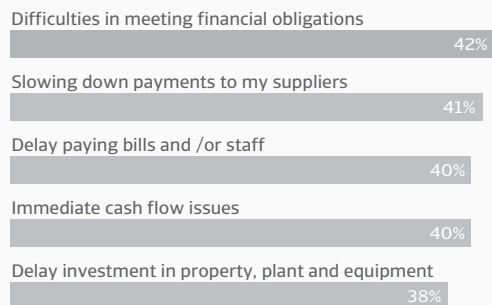 Difficulties in meeting financial obligations
42%
Slowing down payments to my suppliers
41%
Delay paying bills and /or staff
40%
Immediate cash flow issues
40%
Delay investment in property, plant and equipment
38%